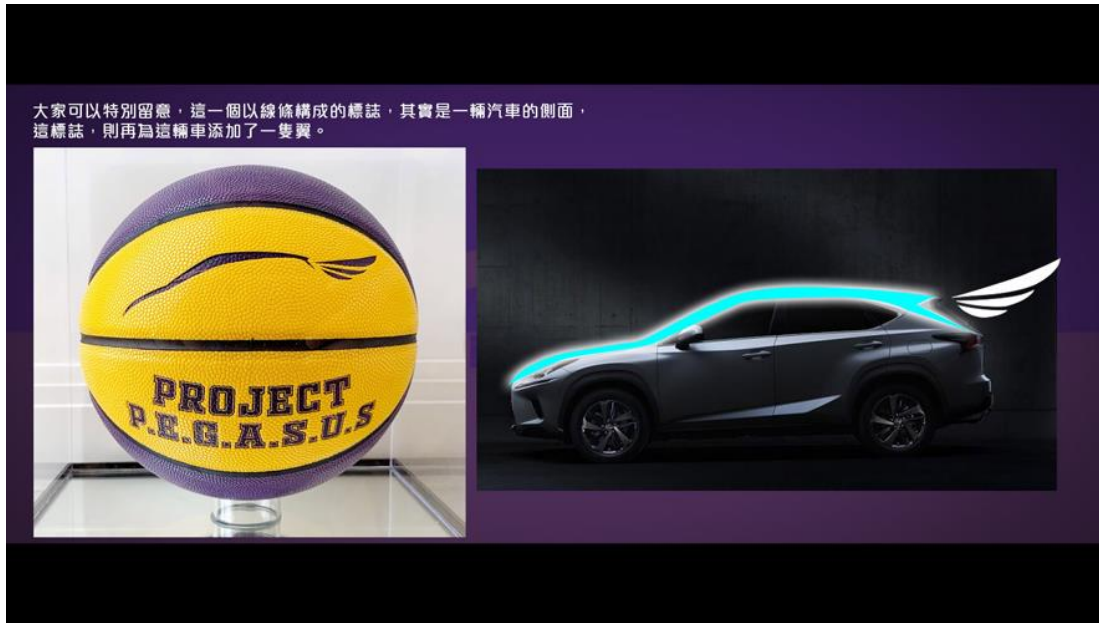 大家可以特別留意，這一個以線條構成的標誌，其實是一輛汽車的側面，
這標誌，則再為這輛車添加了一隻翼。
PROJECT
P.E.G.A.S.U.S